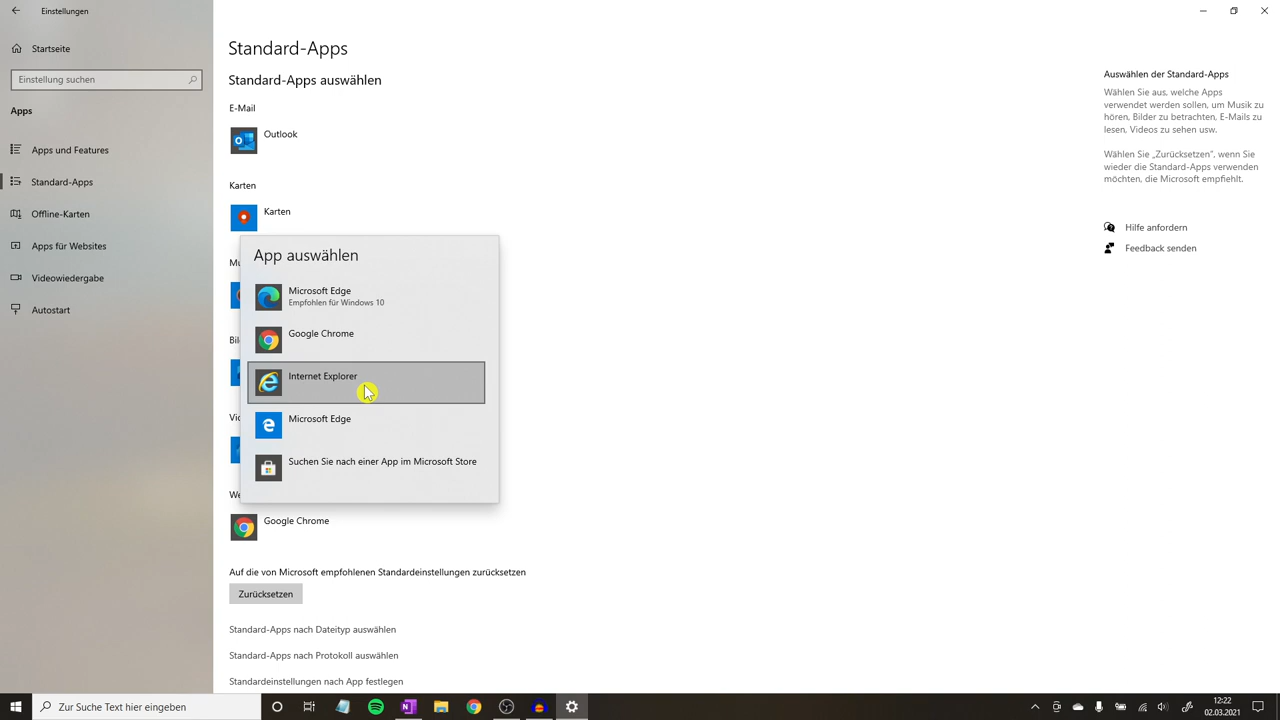 Einstellungen
Startseite
Einstellung suchen
Apps
Apps und Features
Standard-Apps
Offline-Karten
Apps für Websites
Videowiedergabe
Autostart
Standard-Apps
Standard-Apps auswählen
E-Mail
Outlook
Karten
Karten
Mu
Bil
Vid
We
App auswählen
Microsoft Edge
Empfohlen für Windows 10
Google Chrome
Internet Explorer
Microsoft Edge
Suchen Sie nach einer App im Microsoft Store
Google Chrome
Auf die von Microsoft empfohlenen Standardeinstellungen zurücksetzen
Zurücksetzen
Standard-Apps nach Dateityp auswählen
Standard-Apps nach Protokoll auswählen
Standardeinstellungen nach App festlegen
Auswählen der Standard-Apps
Wählen Sie aus, welche Apps
verwendet werden sollen, um Musik zu
hören, Bilder zu betrachten, E-Mails zu
lesen, Videos zu sehen usw.
Wählen Sie „Zurücksetzen", wenn Sie
wieder die Standard-Apps verwenden
möchten, die Microsoft empfiehlt.
Hilfe anfordern
Feedback senden
Zur Suche Text hier eingeben
12:22
02.03.2021